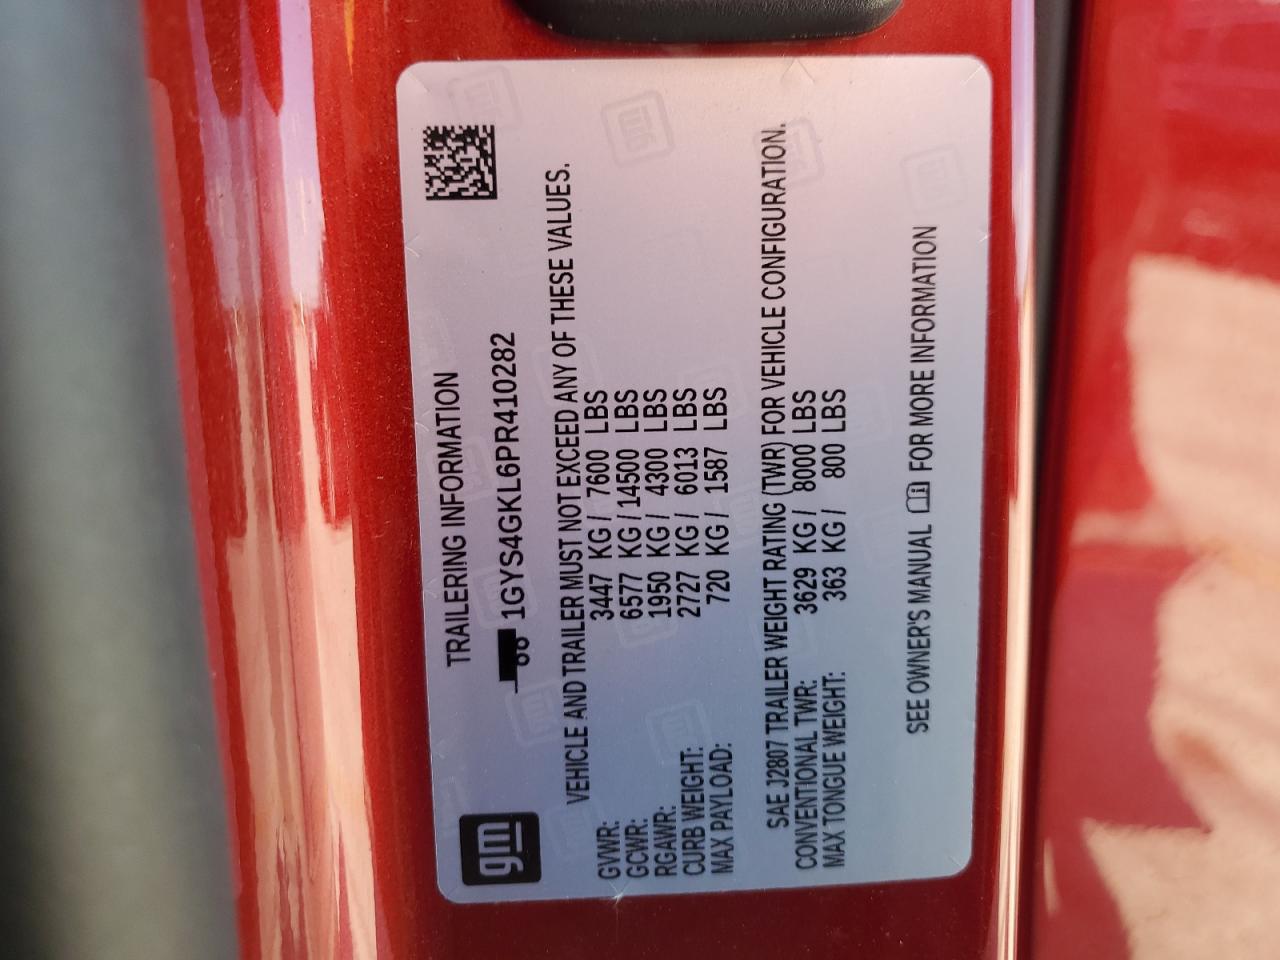 TRAILERING INFORMATION
1GYS4GKL6PR410282
gm
VEHICLE AND TRAILER MUST NOT EXCEED ANY OF THESE VALUES.
GVWR: 3447 KG / 7600 LBS
GCWR: 6577 KG / 14500 LBS
RGAWR: 1950 KG / 4300 LBS
CURB WEIGHT: 2727 KG / 6013 LBS
MAX PAYLOAD: 720 KG / 1587 LBS
SAE J2807 TRAILER WEIGHT RATING (TWR) FOR VEHICLE CONFIGURATION.
CONVENTIONAL TWR: 3629 KG / 8000 LBS
MAX TONGUE WEIGHT: 363 KG / 800 LBS
SEE OWNER'S MANUAL FOR MORE INFORMATION